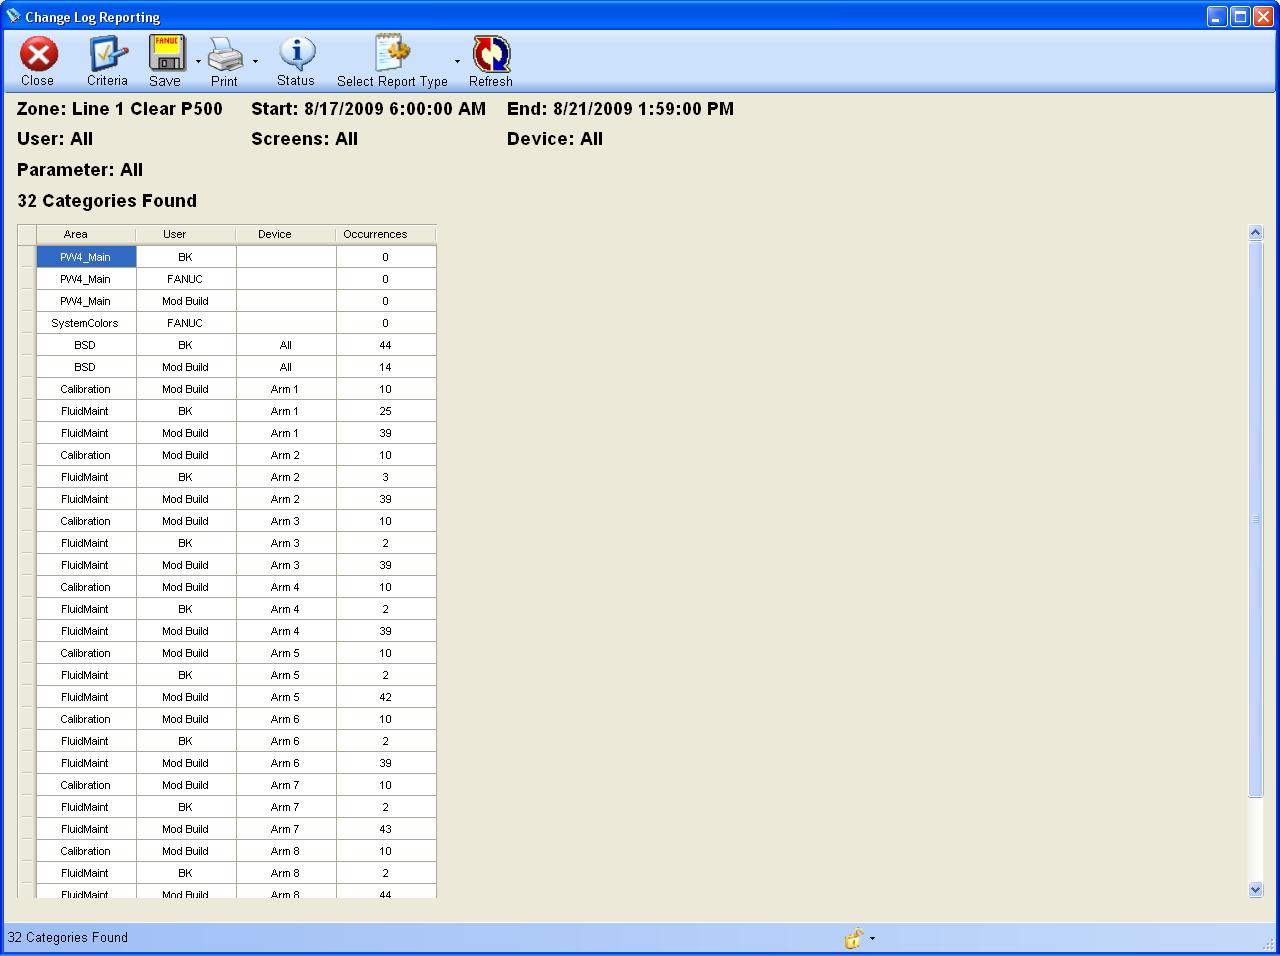 Change Log Reporting
FANUC
Close Criteria Save Print Status Select Report Type Refresh
Zone: Line 1 Clear P500 Start: 8/17/2009 6:00:00 AM End: 8/21/2009 1:59:00 PM
User: All Screens: All Device: All
Parameter: All
32 Categories Found
Area User Device Occurrences
PW4_Main BK 0
PW4_Main FANUC 0
PW4_Main Mod Build 0
SystemColors FANUC 0
BSD BK All 44
BSD Mod Build All 14
Calibration Mod Build Arm 1 10
FluidMaint BK Arm 1 25
FluidMaint Mod Build Arm 1 39
Calibration Mod Build Arm 2 10
FluidMaint BK Arm 2 3
FluidMaint Mod Build Arm 2 39
Calibration Mod Build Arm 3 10
FluidMaint BK Arm 3 2
FluidMaint Mod Build Arm 3 39
Calibration Mod Build Arm 4 10
FluidMaint BK Arm 4 2
FluidMaint Mod Build Arm 4 39
Calibration Mod Build Arm 5 10
FluidMaint BK Arm 5 2
FluidMaint Mod Build Arm 5 42
Calibration Mod Build Arm 6 10
FluidMaint BK Arm 6 2
FluidMaint Mod Build Arm 6 39
Calibration Mod Build Arm 7 10
FluidMaint BK Arm 7 2
FluidMaint Mod Build Arm 7 43
Calibration Mod Build Arm 8 10
FluidMaint BK Arm 8 2
FluidMaint Mod Build Arm 8 44
32 Categories Found